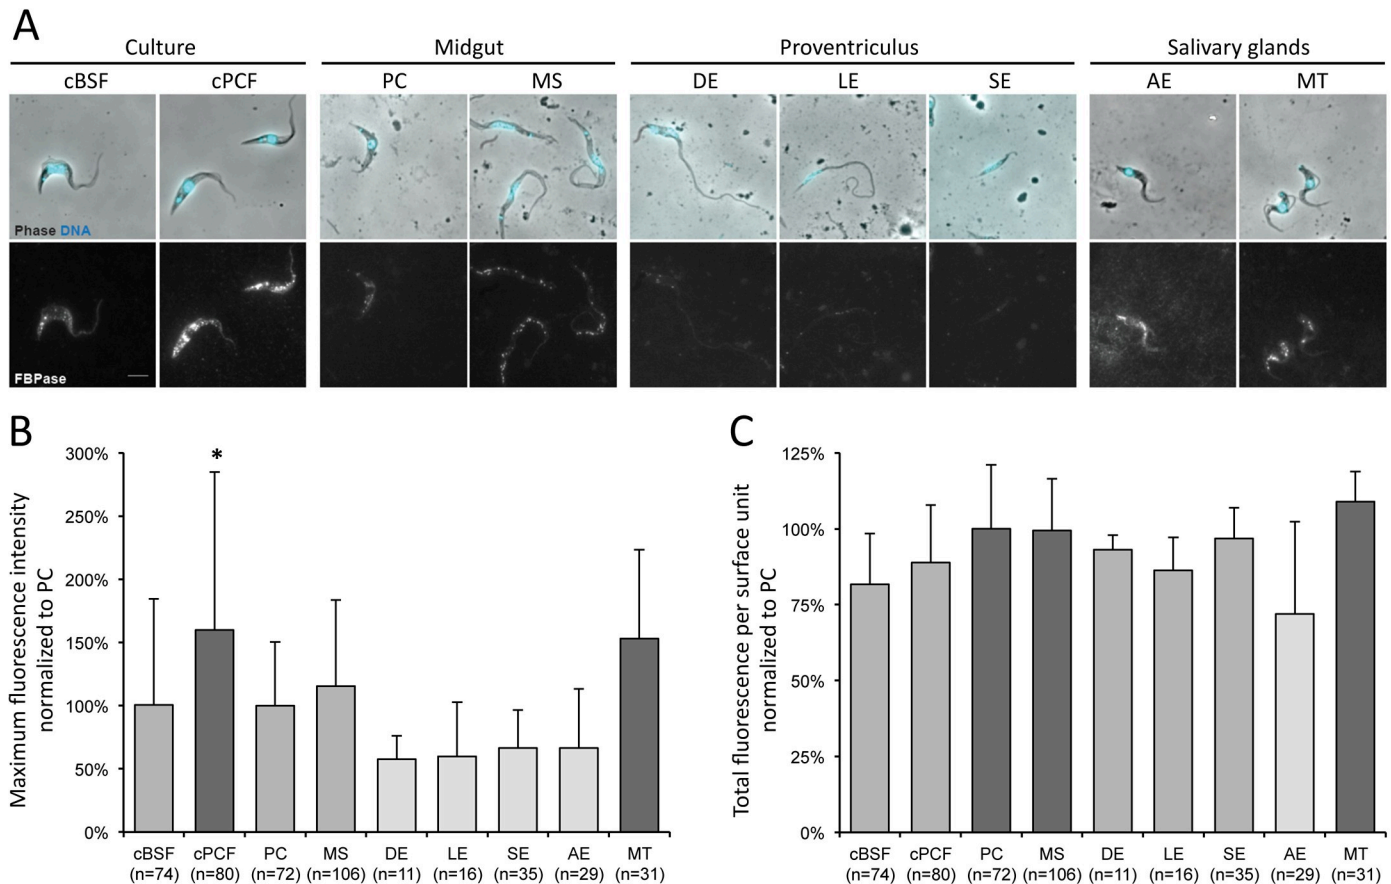 A
Culture Midgut Proventriculus Salivary glands
cBSF cPCF PC MS DE LE SE AE MT
Phase DNA
FBPase
B
Maximum fluorescence intensity
normalized to PC
300%
250%
200%
150%
100%
50%
0%
*
cBSF cPCF PC MS DE LE SE AE MT
(n=74) (n=80) (n=72) (n=106) (n=11) (n=16) (n=35) (n=29) (n=31)
C
Total fluorescence per surface unit
normalized to PC
125%
100%
75%
50%
25%
0%
cBSF cPCF PC MS DE LE SE AE MT
(n=74) (n=80) (n=72) (n=106) (n=11) (n=16) (n=35) (n=29) (n=31)